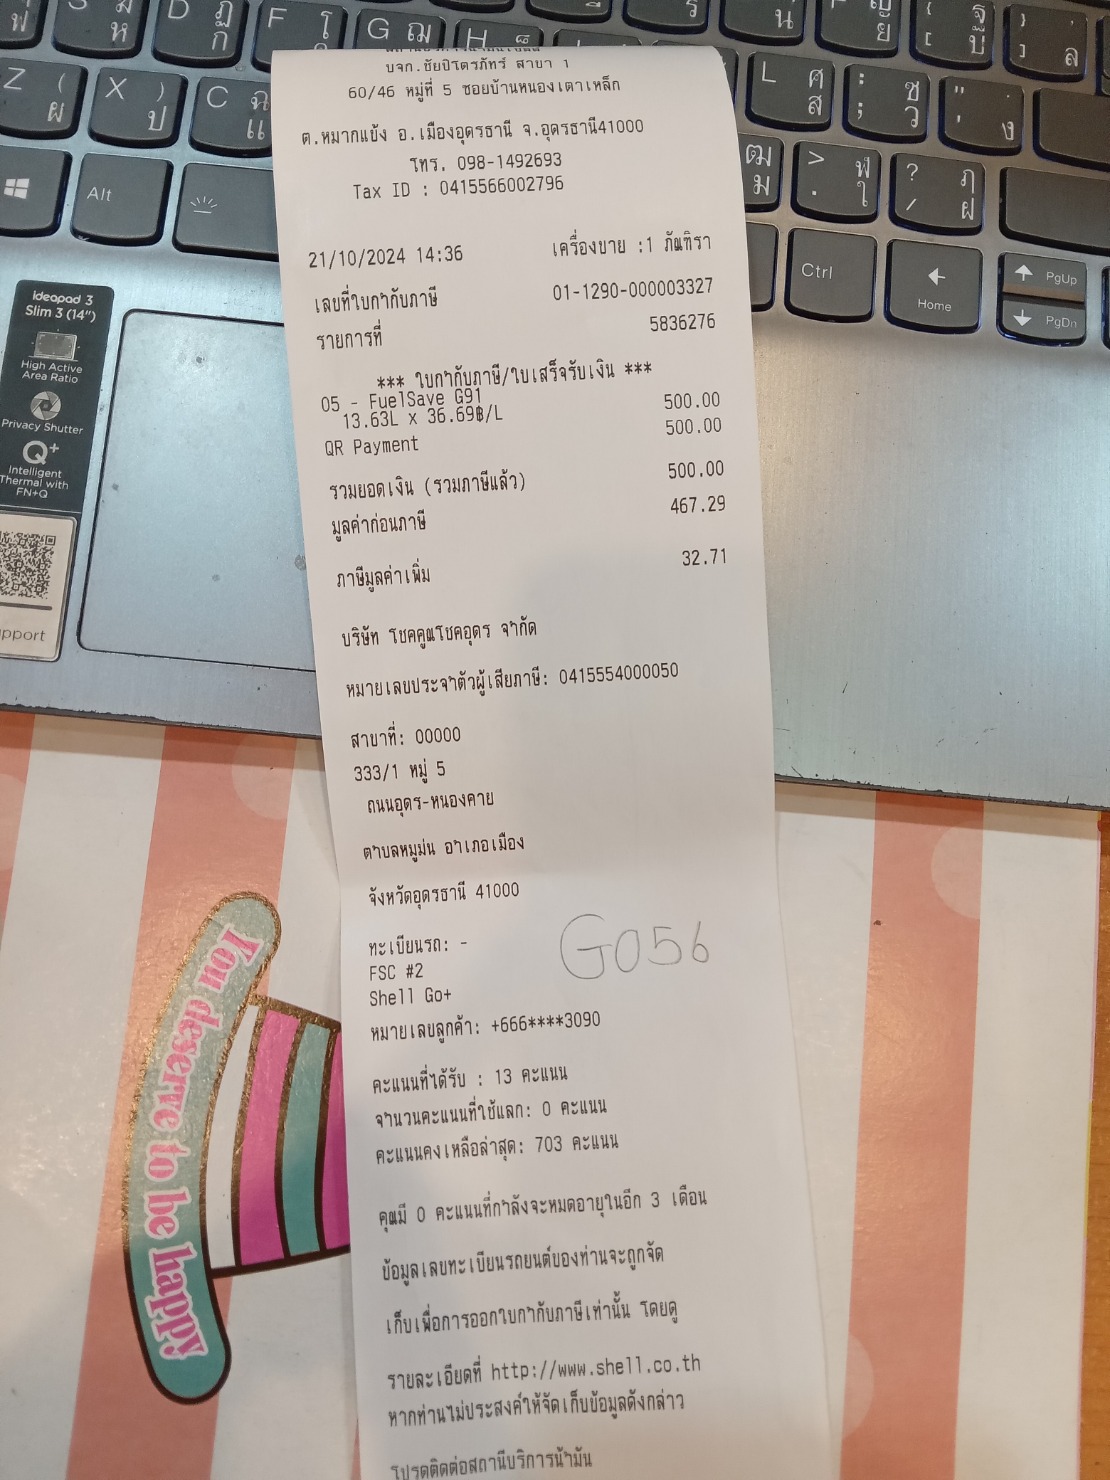 บจก.ชัยปิโตรภัทร์ สาขา 1
60/46 หมู่ที่ 5 ซอยบ้านหนองเตาเหล็ก
ต.หมากแข้ง อ.เมืองอุดรธานี จ.อุดรธานี41000
โทร. 098-1492693
Tax ID : 0415566002796
21/10/2024 14:36 เครื่องขาย :1 ภัณฑิรา
เลขที่ใบกำกับภาษี 01-1290-000003327
รายการที่ 5836276
*** ใบกำกับภาษี/ใบเสร็จรับเงิน ***
05 - FuelSave G91 500.00
13.63L x 36.69฿/L
QR Payment 500.00
รวมยอดเงิน (รวมภาษีแล้ว) 500.00
มูลค่าก่อนภาษี 467.29
ภาษีมูลค่าเพิ่ม 32.71
บริษัท โชคคูณโชคอุดร จำกัด
หมายเลขประจำตัวผู้เสียภาษี: 0415554000050
สาขาที่: 00000
333/1 หมู่ 5
ถนนอุดร-หนองคาย
ตำบลหมูม่น อำเภอเมือง
จังหวัดอุดรธานี 41000
ทะเบียนรถ: -
G056
FSC #2
Shell Go+
หมายเลขลูกค้า: +666****3090
คะแนนที่ได้รับ : 13 คะแนน
จำนวนคะแนนที่ใช้แลก: 0 คะแนน
คะแนนคงเหลือล่าสุด: 703 คะแนน
คุณมี 0 คะแนนที่กำลังจะหมดอายุในอีก 3 เดือน
ข้อมูลเลขทะเบียนรถยนต์ของท่านจะถูกจัด
เก็บเพื่อการออกใบกำกับภาษีเท่านั้น โดยดู
รายละเอียดที่ http://www.shell.co.th
หากท่านไม่ประสงค์ให้จัดเก็บข้อมูลดังกล่าว
โปรดติดต่อสถานีบริการน้ำมัน
You deserve to be happy
ideapad 3
Slim 3 (14")
High Active
Area Ratio
Privacy Shutter
Q+
Intelligent
Thermal with
FN+Q
pport
D ฏ ก
F โ
G ฌ
H
Z ( ผ
X ) ป
C ฉ แ
L ศ ส
: ; ซ ว
" ' . ง
Alt
> . ฬ ใ
? / ฦ ฝ
Ctrl
Home
PgUp
PgDn